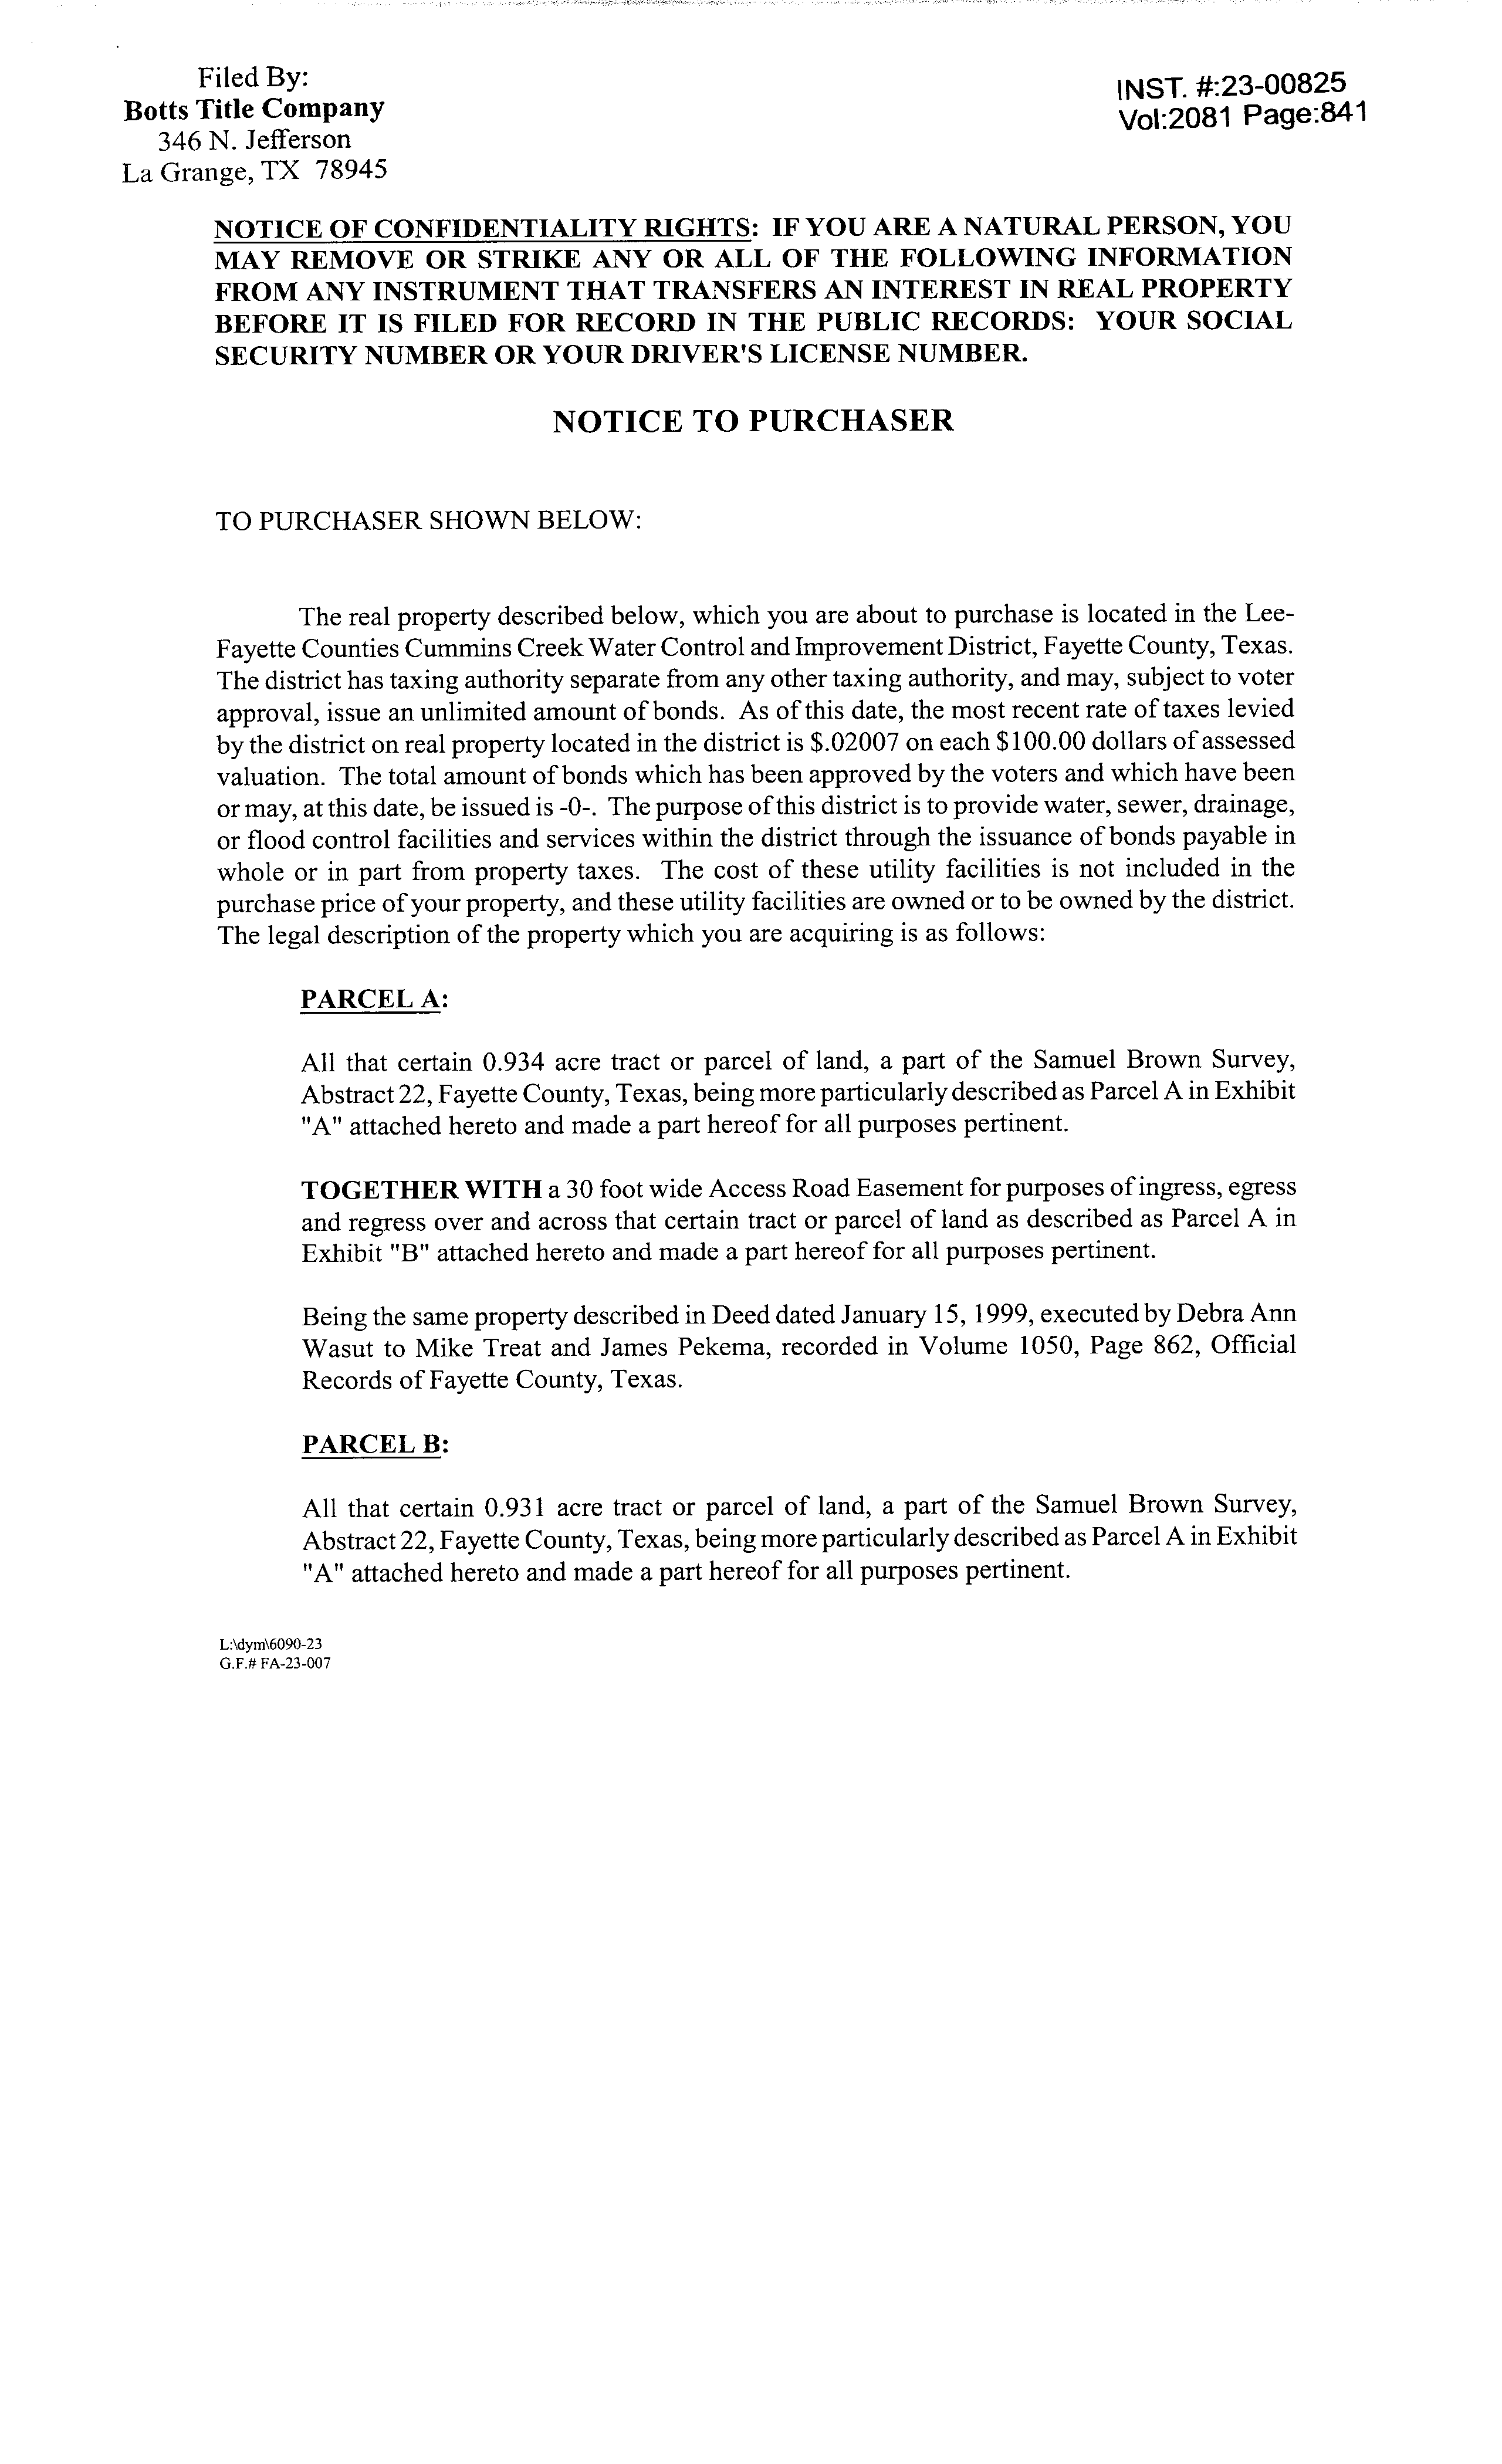 Filed By:
Botts Title Company
346 N. Jefferson
La Grange, TX 78945
INST. #:23-00825
Vol:2081 Page:841
NOTICE OF CONFIDENTIALITY RIGHTS: IF YOU ARE A NATURAL PERSON, YOU
MAY REMOVE OR STRIKE ANY OR ALL OF THE FOLLOWING INFORMATION
FROM ANY INSTRUMENT THAT TRANSFERS AN INTEREST IN REAL PROPERTY
BEFORE IT IS FILED FOR RECORD IN THE PUBLIC RECORDS: YOUR SOCIAL
SECURITY NUMBER OR YOUR DRIVER'S LICENSE NUMBER.
NOTICE TO PURCHASER
TO PURCHASER SHOWN BELOW:
The real property described below, which you are about to purchase is located in the Lee-
Fayette Counties Cummins Creek Water Control and Improvement District, Fayette County, Texas.
The district has taxing authority separate from any other taxing authority, and may, subject to voter
approval, issue an unlimited amount of bonds. As of this date, the most recent rate of taxes levied
by the district on real property located in the district is $.02007 on each $100.00 dollars of assessed
valuation. The total amount of bonds which has been approved by the voters and which have been
or may, at this date, be issued is -0-. The purpose of this district is to provide water, sewer, drainage,
or flood control facilities and services within the district through the issuance of bonds payable in
whole or in part from property taxes. The cost of these utility facilities is not included in the
purchase price of your property, and these utility facilities are owned or to be owned by the district.
The legal description of the property which you are acquiring is as follows:
PARCEL A:
All that certain 0.934 acre tract or parcel of land, a part of the Samuel Brown Survey,
Abstract 22, Fayette County, Texas, being more particularly described as Parcel A in Exhibit
"A" attached hereto and made a part hereof for all purposes pertinent.
TOGETHER WITH a 30 foot wide Access Road Easement for purposes of ingress, egress
and regress over and across that certain tract or parcel of land as described as Parcel A in
Exhibit "B" attached hereto and made a part hereof for all purposes pertinent.
Being the same property described in Deed dated January 15, 1999, executed by Debra Ann
Wasut to Mike Treat and James Pekema, recorded in Volume 1050, Page 862, Official
Records of Fayette County, Texas.
PARCEL B:
All that certain 0.931 acre tract or parcel of land, a part of the Samuel Brown Survey,
Abstract 22, Fayette County, Texas, being more particularly described as Parcel A in Exhibit
"A" attached hereto and made a part hereof for all purposes pertinent.
L:\dym\6090-23
G.F.# FA-23-007